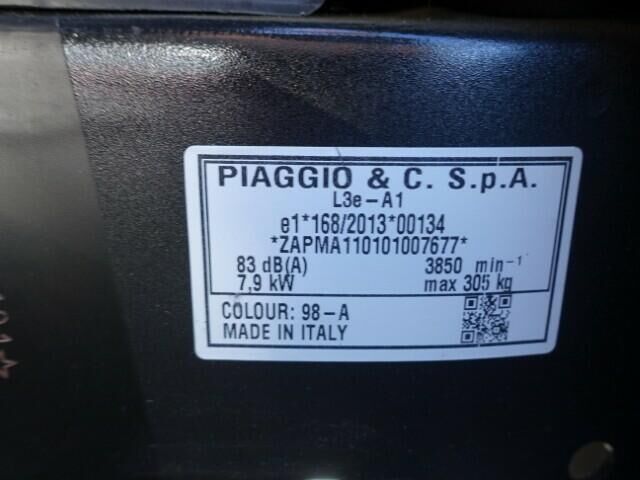 PIAGGIO & C. S.p.A.
L3e-A1
e1*168/2013*00134
*ZAPMA110101007677*
83 dB(A) 3850 min⁻¹
7,9 kW max 305 kg
COLOUR: 98-A
MADE IN ITALY